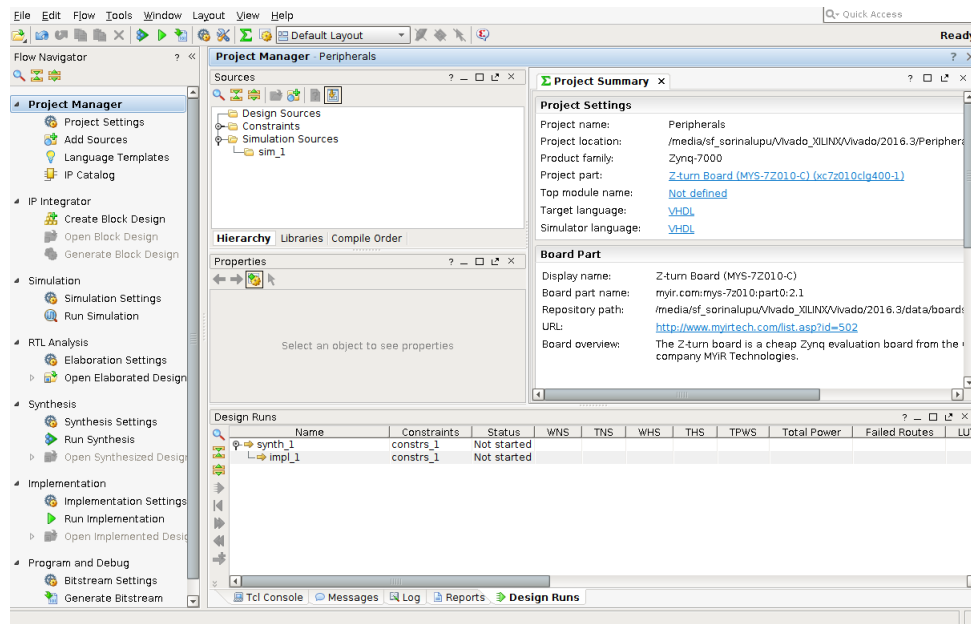 File Edit Flow Tools Window Layout View Help
Q- Quick Access
Default Layout
Ready
Flow Navigator ? «
Project Manager
Project Settings
Add Sources
Language Templates
IP Catalog
IP Integrator
Create Block Design
Open Block Design
Generate Block Design
Simulation
Simulation Settings
Run Simulation
RTL Analysis
Elaboration Settings
Open Elaborated Design
Synthesis
Synthesis Settings
Run Synthesis
Open Synthesized Design
Implementation
Implementation Settings
Run Implementation
Open Implemented Desig
Program and Debug
Bitstream Settings
Generate Bitstream
Project Manager - Peripherals
Sources
Design Sources
Constraints
Simulation Sources
sim_1
Hierarchy Libraries Compile Order
Properties
Select an object to see properties
Σ Project Summary ×
Project Settings
Project name: Peripherals
Project location: /media/sf_sorinalupu/Vivado_XILINX/Vivado/2016.3/Periphera
Product family: Zynq-7000
Project part: Z-turn Board (MYS-7Z010-C) (xc7z010clg400-1)
Top module name: Not defined
Target language: VHDL
Simulator language: VHDL
Board Part
Display name: Z-turn Board (MYS-7Z010-C)
Board part name: myir.com:mys-7z010:part0:2.1
Repository path: /media/sf_sorinalupu/Vivado_XILINX/Vivado/2016.3/data/boards
URL: http://www.myirtech.com/list.asp?id=502
Board overview: The Z-turn board is a cheap Zynq evaluation board from the
company MYiR Technologies.
Design Runs
Name Constraints Status WNS TNS WHS THS TPWS Total Power Failed Routes LU
synth_1 constrs_1 Not started
impl_1 constrs_1 Not started
Tcl Console Messages Log Reports Design Runs